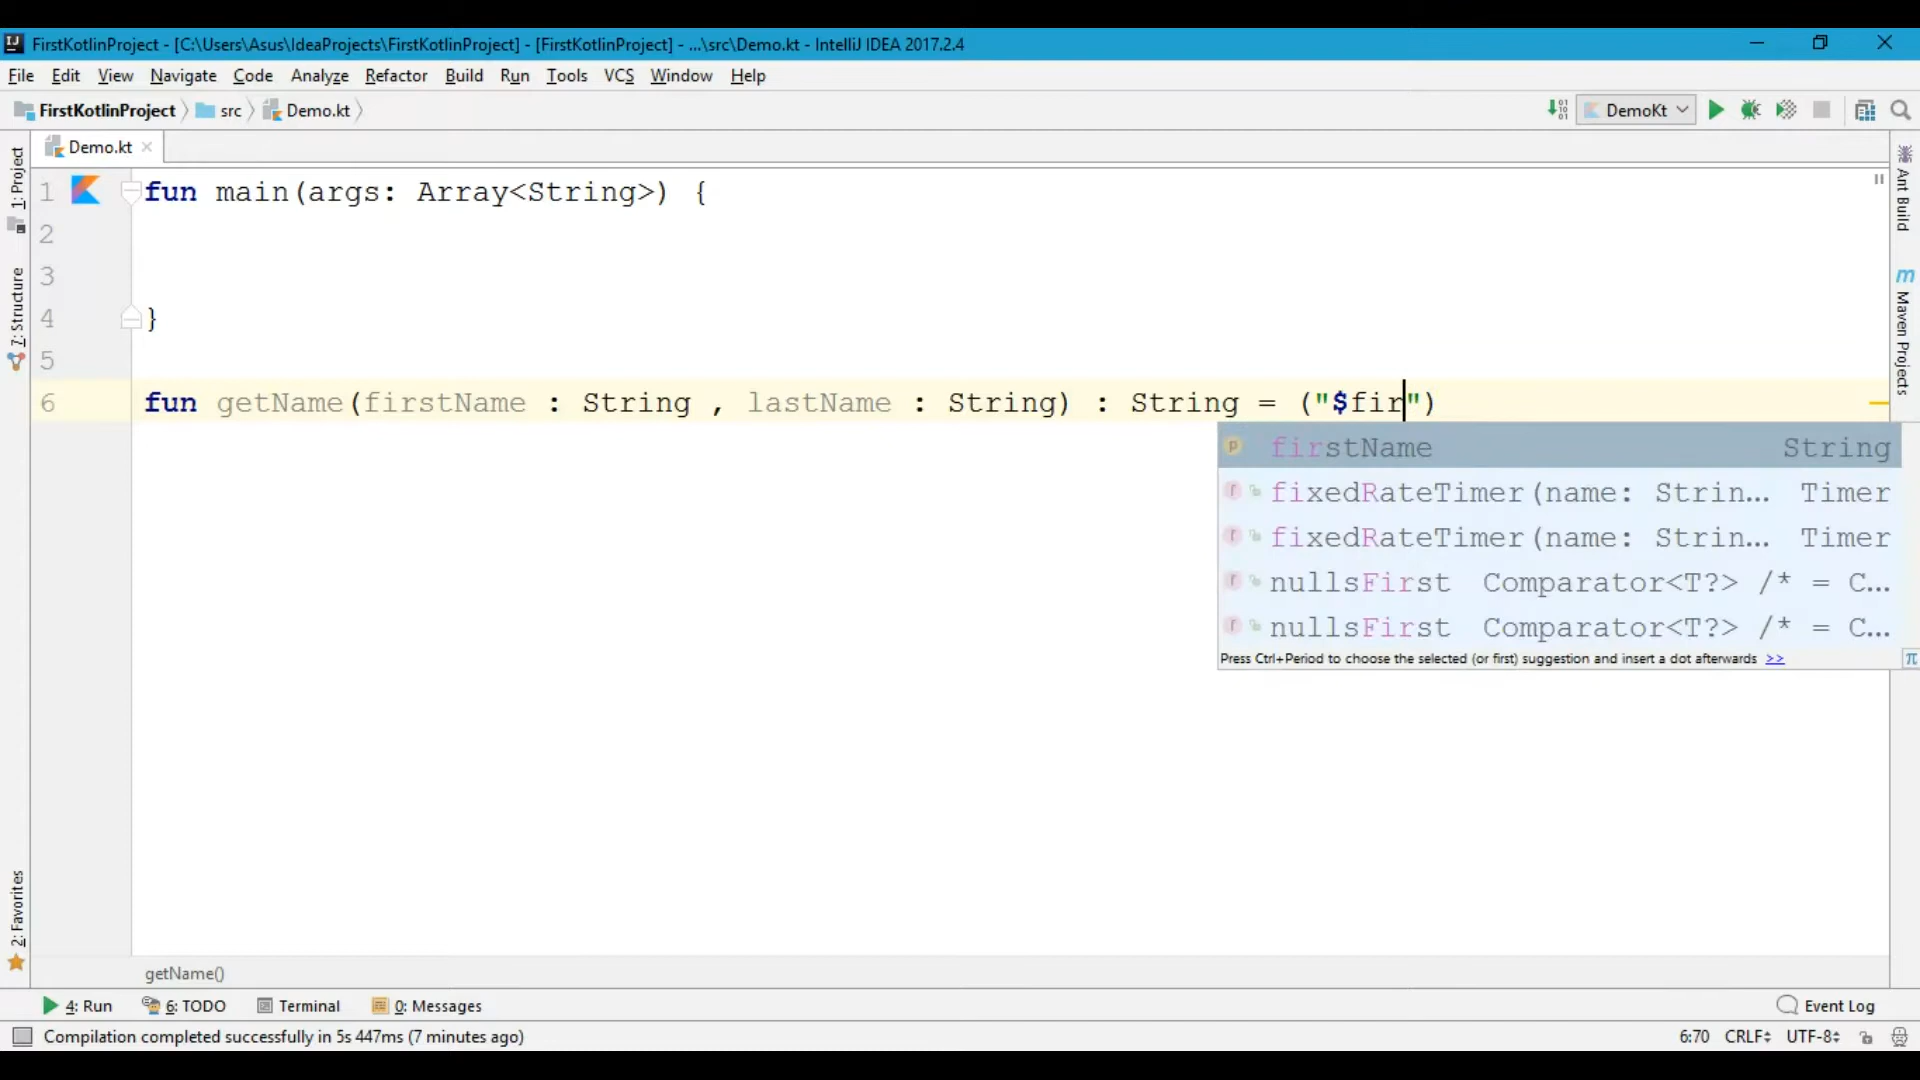 FirstKotlinProject - [C:\Users\Asus\IdeaProjects\FirstKotlinProject] - [FirstKotlinProject] - ...\src\Demo.kt - IntelliJ IDEA 2017.2.4
File Edit View Navigate Code Analyze Refactor Build Run Tools VCS Window Help
FirstKotlinProject src Demo.kt DemoKt
Demo.kt
1: Project
7: Structure
2: Favorites
Ant Build
Maven Projects
1 fun main(args: Array<String>) {
2
3
4 }
5
6 fun getName(firstName : String , lastName : String) : String = ("$fir")
firstName String
fixedRateTimer(name: Strin... Timer
fixedRateTimer(name: Strin... Timer
nullsFirst Comparator<T?> /* = C...
nullsFirst Comparator<T?> /* = C...
Press Ctrl+Period to choose the selected (or first) suggestion and insert a dot afterwards >> π
getName()
4: Run 6: TODO Terminal 0: Messages Event Log
Compilation completed successfully in 5s 447ms (7 minutes ago) 6:70 CRLF UTF-8